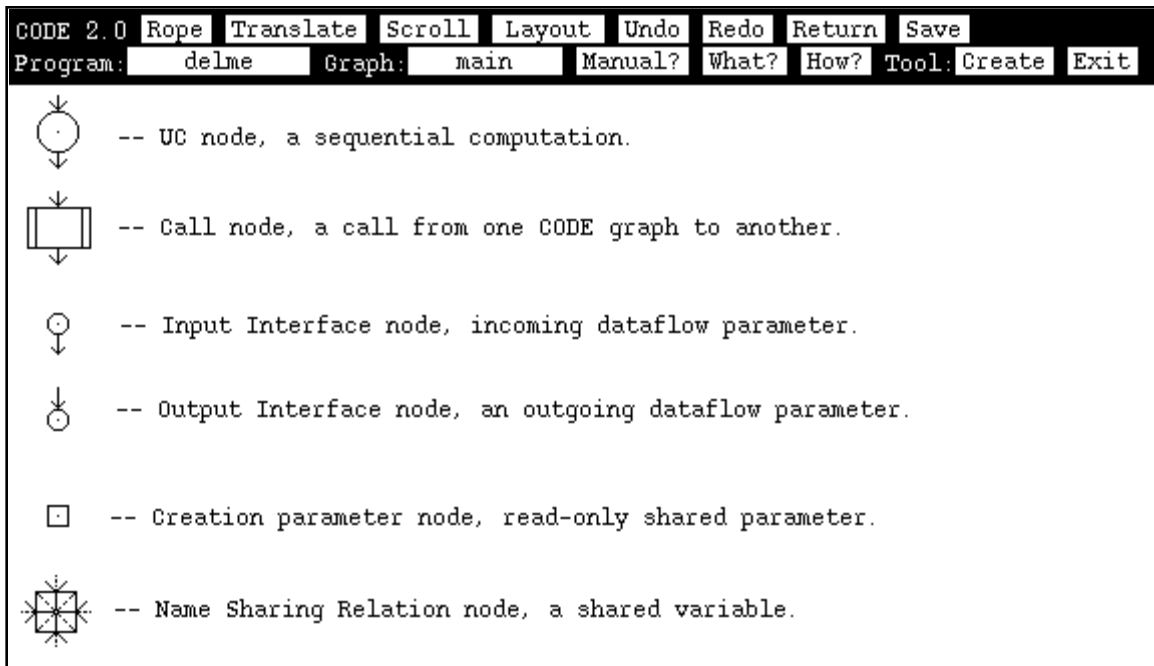 CODE 2.0 Rope Translate Scroll Layout Undo Redo Return Save
Program: delme Graph: main Manual? What? How? Tool: Create Exit
-- UC node, a sequential computation.
-- Call node, a call from one CODE graph to another.
-- Input Interface node, incoming dataflow parameter.
-- Output Interface node, an outgoing dataflow parameter.
-- Creation parameter node, read-only shared parameter.
-- Name Sharing Relation node, a shared variable.